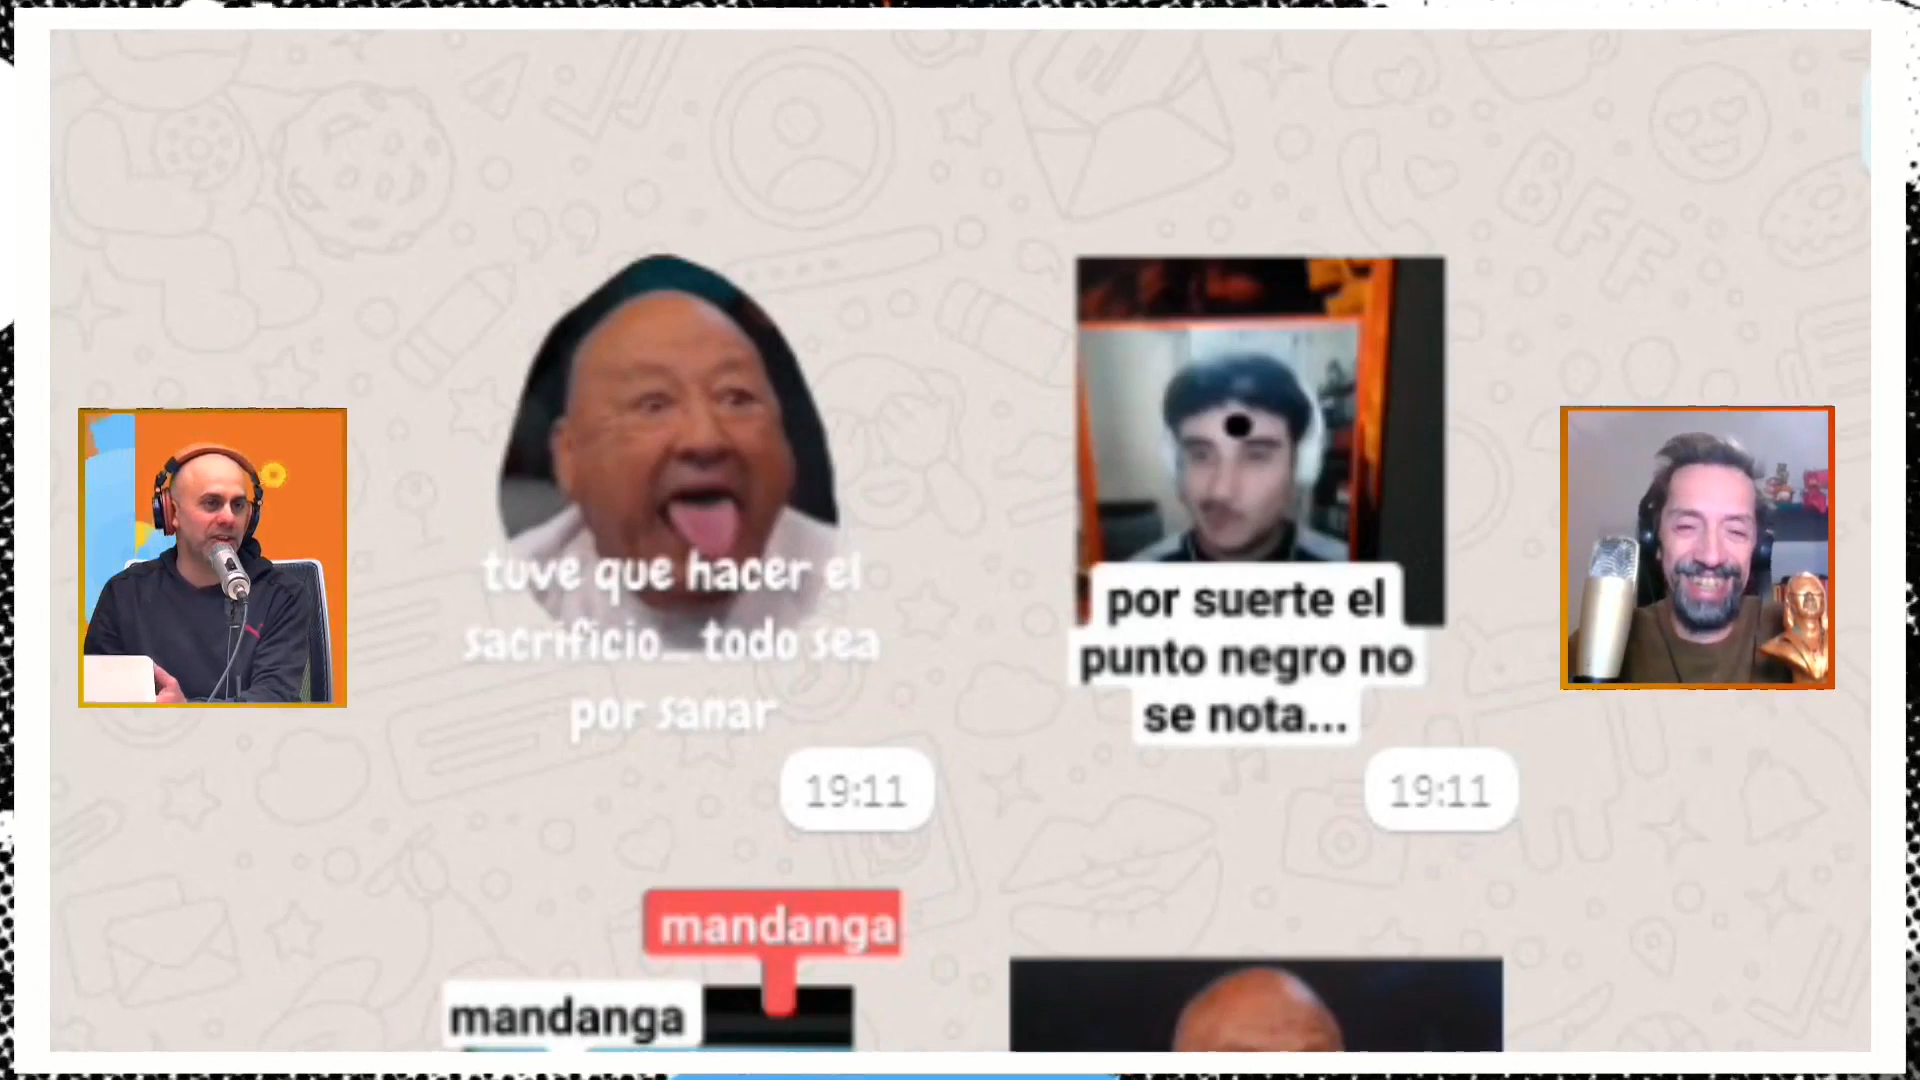 tuve que hacer el
sacrificio... todo sea
por sanar
19:11
por suerte el
punto negro no
se nota...
19:11
mandanga
mandanga
BFF